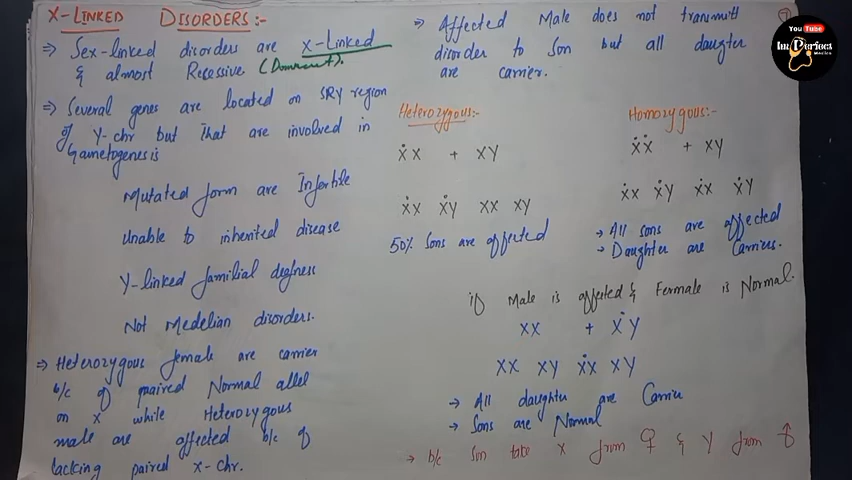 X-LINKED DISORDERS:-
⇒ Sex-linked disorders are X-Linked
& almost Recessive (Dominant).
⇒ Several genes are located on SRY region
of Y-chr but that are involved in
Gametogenesis
Mutated form are Infertile
Unable to inherited disease
Y-linked familial deafness
Not Medelian disorders.
⇒ Heterozygous female are carrier
b/c of paired Normal allel
on X while Heterozygous
male are affected b/c of
lacking paired X-chr.
⇒ Affected Male does not transmitt
disorder to Son but all daugter
are carrier.
7
You Tube
Heterozygous:-
ẊX + XY
ẊX ẊY XX XY
50% Sons are affected
Homozygous:-
ẊẊ + XY
ẊX ẊY ẊX ẊY
→ All sons are affected
→ Daughter are Carries.
if Male is affected & Fermale is Normal.
XX + ẊY
XX XY ẊX XY
→ All daughter are Carrier
→ Sons are Normal
→ b/c Son take X from ♀ & Y from ♂